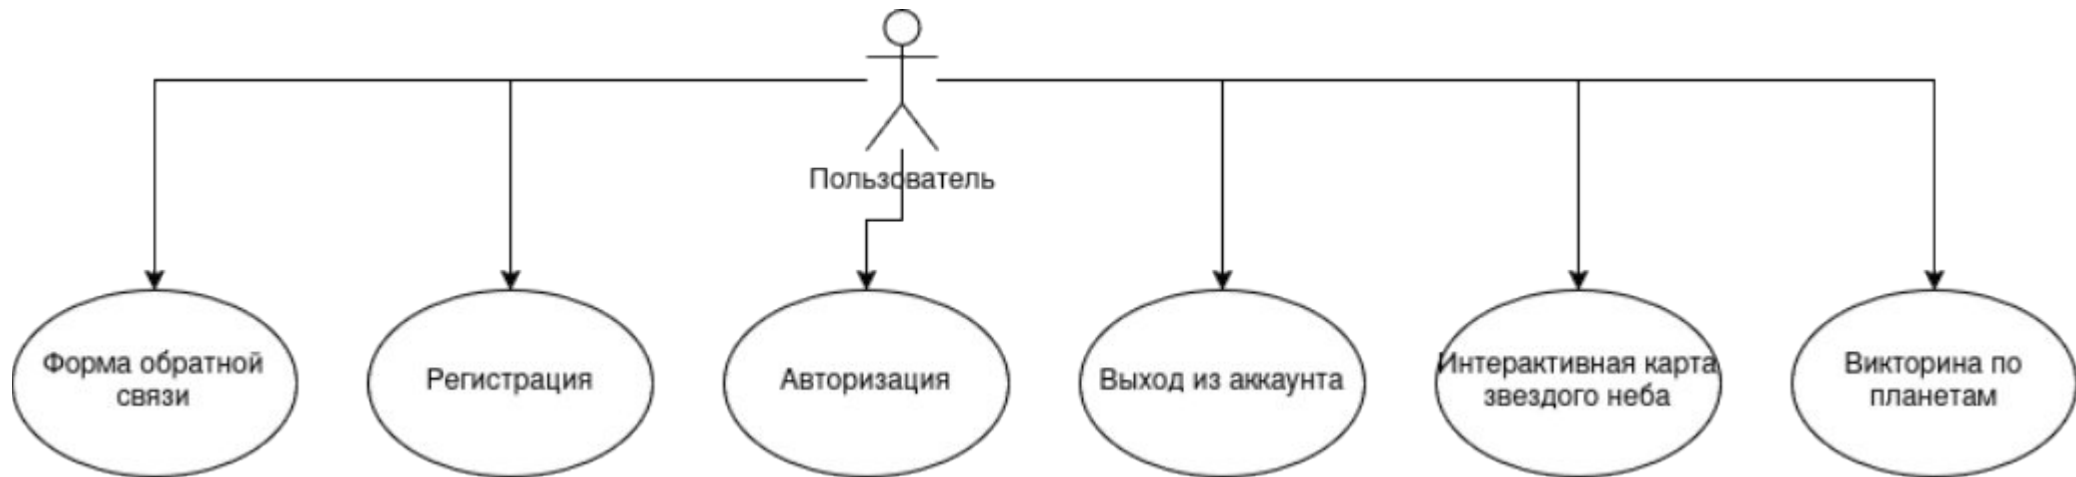 Пользователь
Форма обратной
связи
Регистрация
Авторизация
Выход из аккаунта
Интерактивная карта
звездого неба
Викторина по
планетам